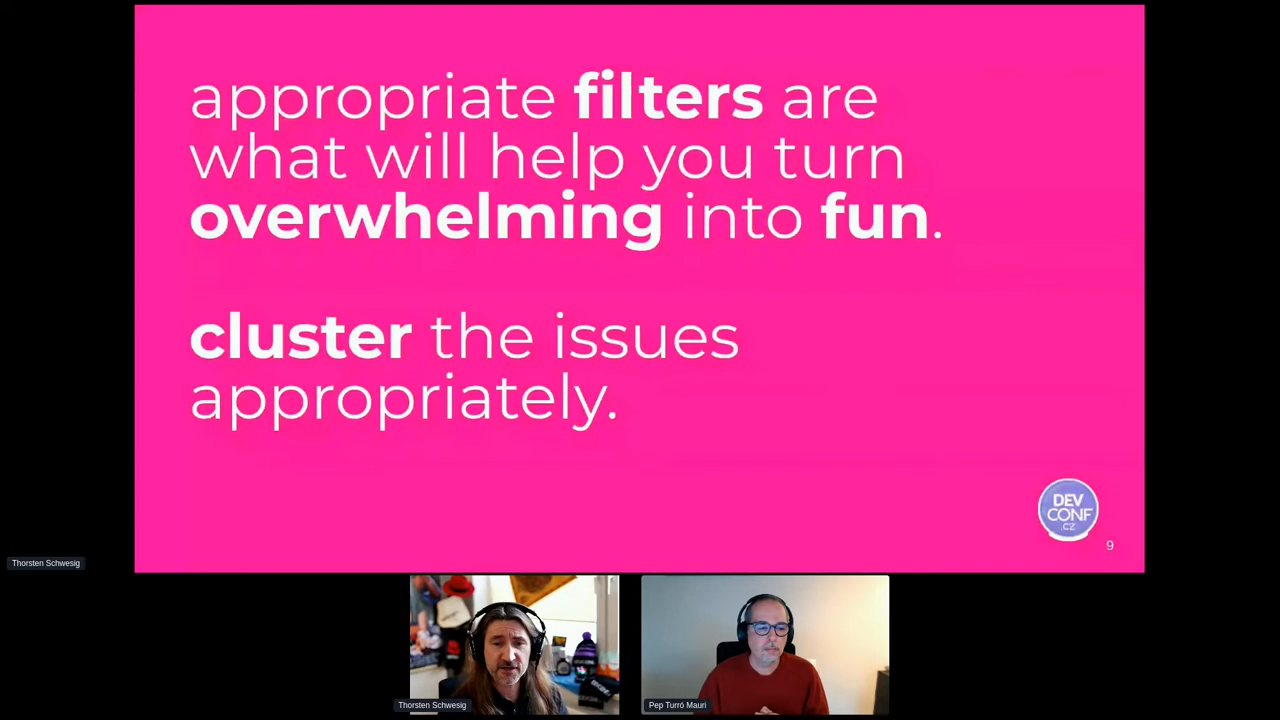 appropriate filters are
what will help you turn
overwhelming into fun.
cluster the issues
appropriately.
DEV
CONF
.CZ
9
Thorsten Schwesig
Thorsten Schwesig
Pep Turró Mauri